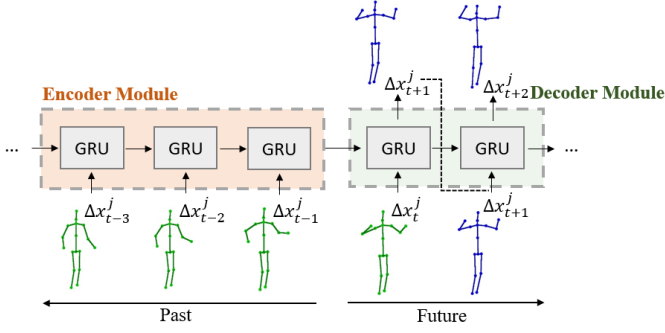 Δx^j_{t+1}
Δx^j_{t+2}
Encoder Module
Decoder Module
... GRU GRU GRU GRU GRU ...
Δx^j_{t−3} Δx^j_{t−2} Δx^j_{t−1} Δx^j_t Δx^j_{t+1}
Past Future